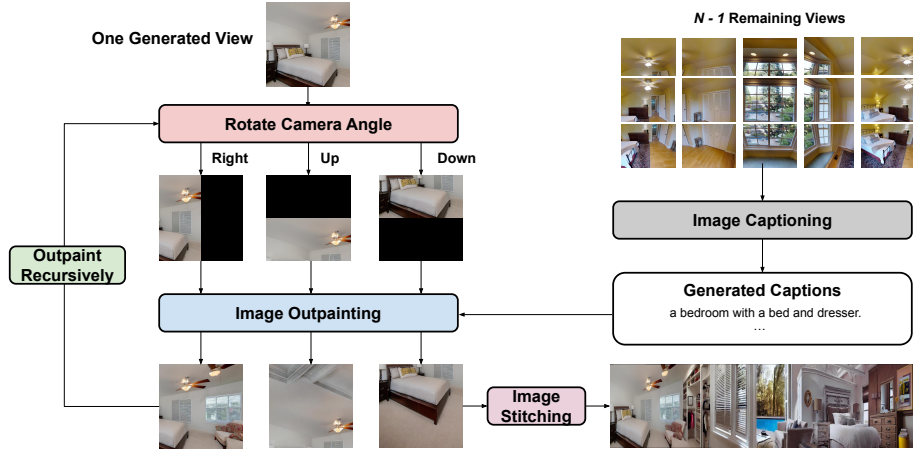 One Generated View
N - 1 Remaining Views
Rotate Camera Angle
Right
Up
Down
Image Captioning
Outpaint
Recursively
Generated Captions
a bedroom with a bed and dresser.
...
Image Outpainting
Image
Stitching